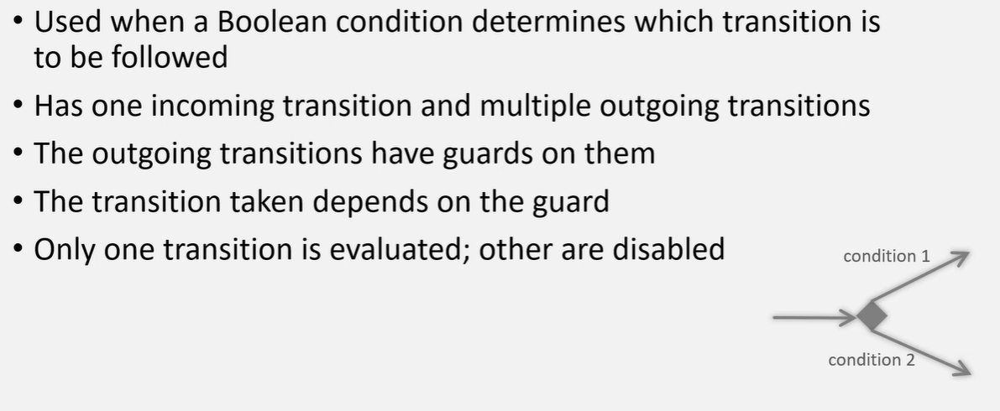 • Used when a Boolean condition determines which transition is
to be followed
• Has one incoming transition and multiple outgoing transitions
• The outgoing transitions have guards on them
• The transition taken depends on the guard
• Only one transition is evaluated; other are disabled
condition 1
condition 2